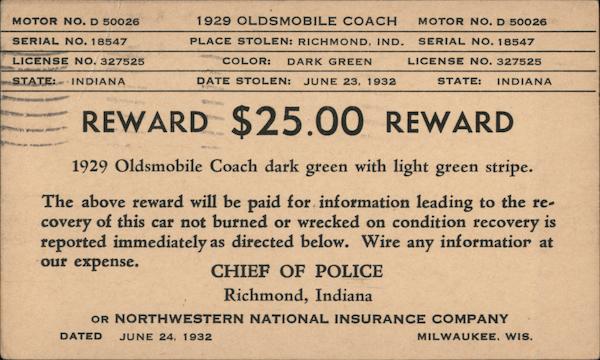 MOTOR NO. D 50026 1929 OLDSMOBILE COACH MOTOR NO. D 50026
SERIAL NO. 18547 PLACE STOLEN: RICHMOND, IND. SERIAL NO. 18547
LICENSE NO. 327525 COLOR: DARK GREEN LICENSE NO. 327525
STATE: INDIANA DATE STOLEN: JUNE 23, 1932 STATE: INDIANA
REWARD $25.00 REWARD
1929 Oldsmobile Coach dark green with light green stripe.
The above reward will be paid for information leading to the re-
covery of this car not burned or wrecked on condition recovery is
reported immediately as directed below. Wire any information at
our expense.
CHIEF OF POLICE
Richmond, Indiana
OR NORTHWESTERN NATIONAL INSURANCE COMPANY
DATED JUNE 24, 1932 MILWAUKEE, WIS.